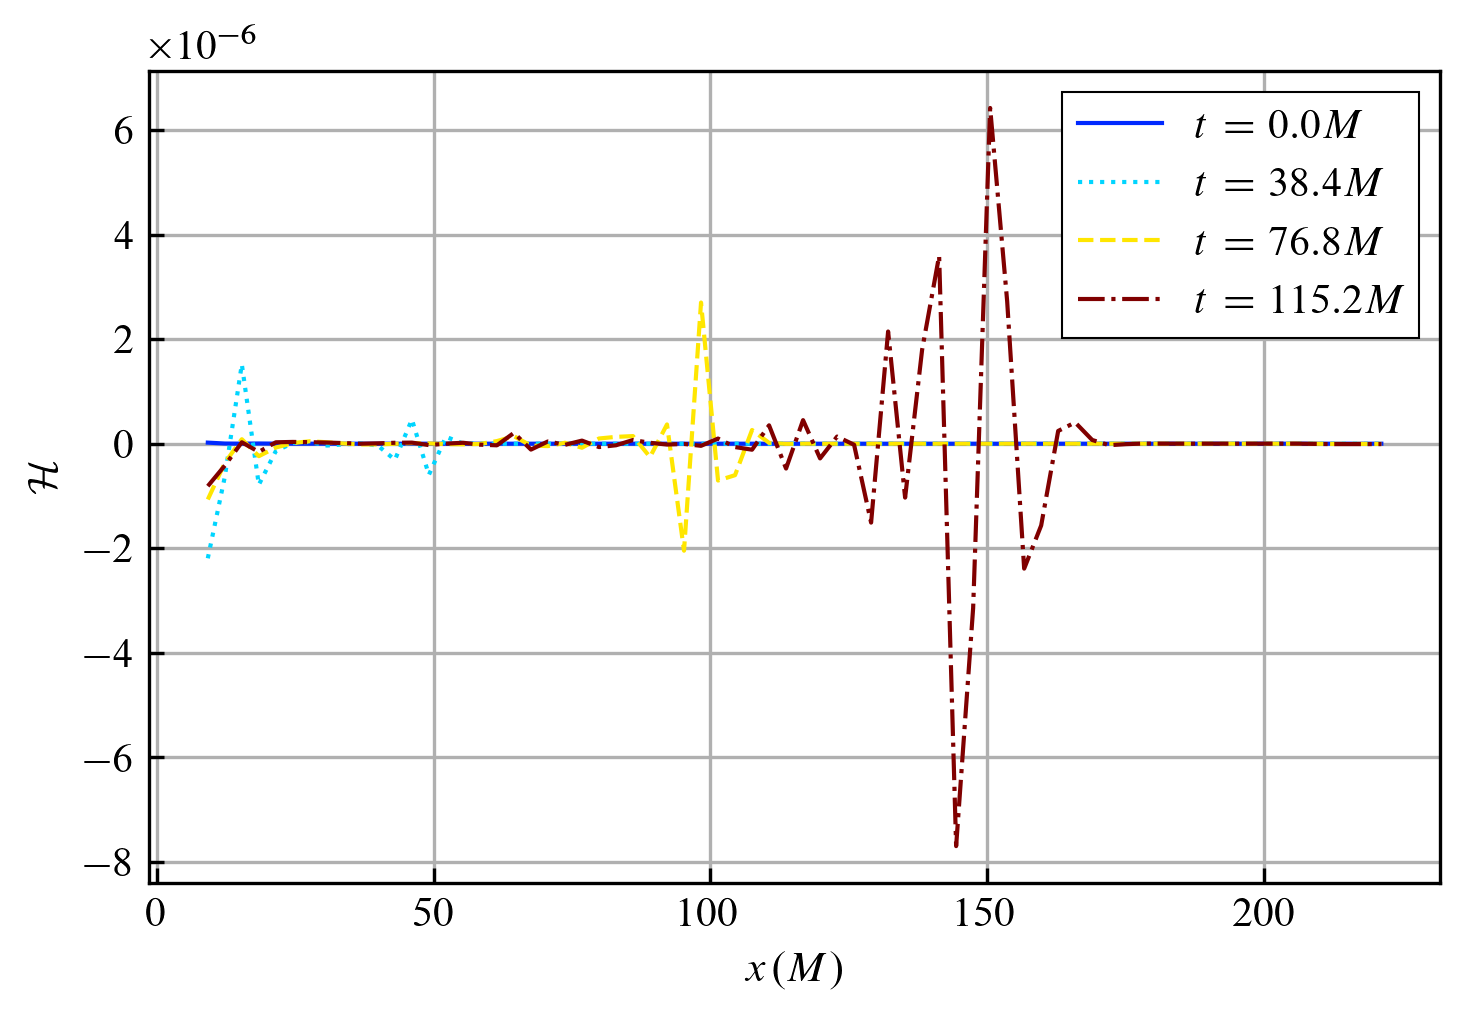 ×10⁻⁶
6
4
2
0
−2
−4
−6
−8
ℋ
0 50 100 150 200
x (M)
t = 0.0M
t = 38.4M
t = 76.8M
t = 115.2M